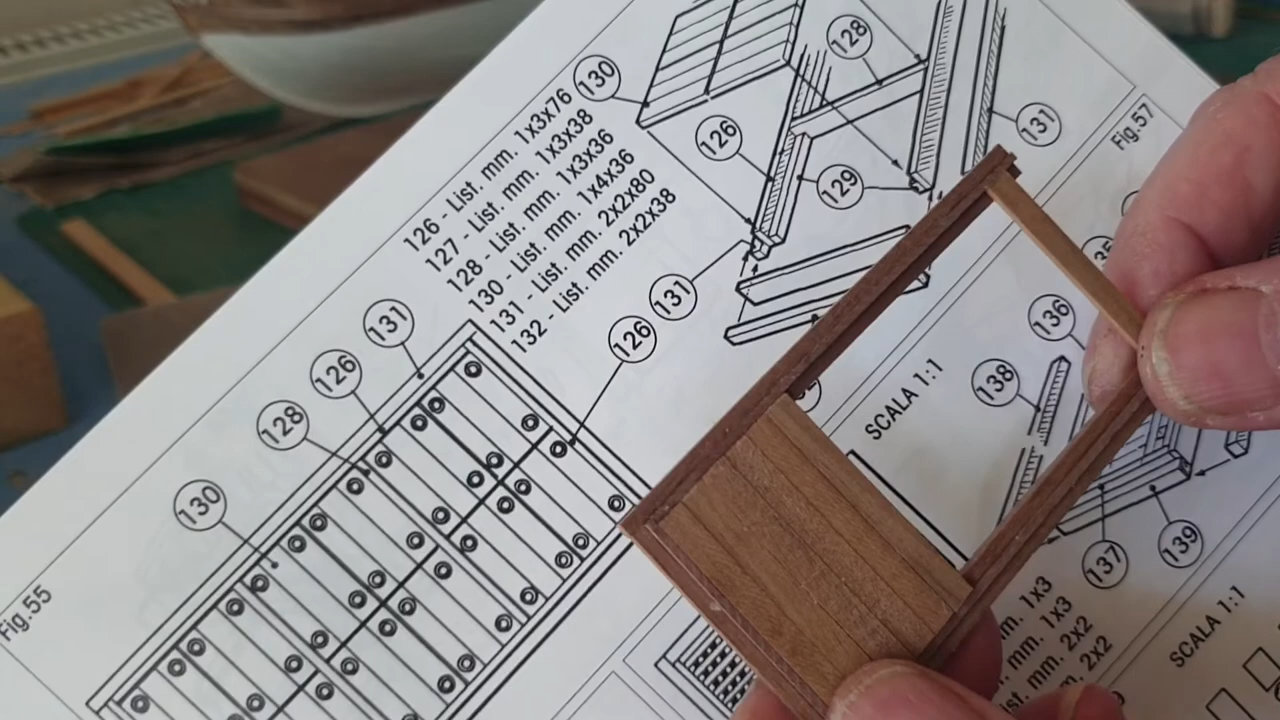 130
128
126
131
Fig.57
129
126 - List. mm. 1x3x76
127 - List. mm. 1x3x38
128 - List. mm. 1x3x36
130 - List. mm. 1x4x36
131 - List. mm. 2x2x80
132 - List. mm. 2x2x38
131
131
126
126
128
130
136
138
SCALA 1:1
137
139
Fig.55
mm. 1x3
mm. 1x3
List. mm. 2x2
mm. 2x2
SCALA 1:1